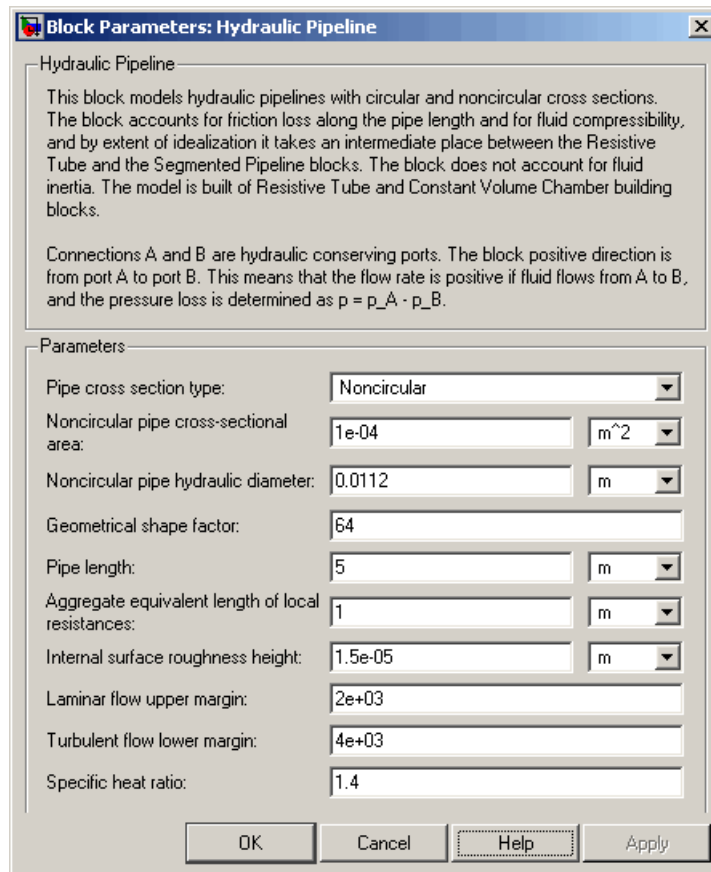 Block Parameters: Hydraulic Pipeline
Hydraulic Pipeline
This block models hydraulic pipelines with circular and noncircular cross sections.
The block accounts for friction loss along the pipe length and for fluid compressibility,
and by extent of idealization it takes an intermediate place between the Resistive
Tube and the Segmented Pipeline blocks. The block does not account for fluid
inertia. The model is built of Resistive Tube and Constant Volume Chamber building
blocks.
Connections A and B are hydraulic conserving ports. The block positive direction is
from port A to port B. This means that the flow rate is positive if fluid flows from A to B,
and the pressure loss is determined as p = p_A - p_B.
Parameters
Pipe cross section type: Noncircular
Noncircular pipe cross-sectional
area: 1e-04 m^2
Noncircular pipe hydraulic diameter: 0.0112 m
Geometrical shape factor: 64
Pipe length: 5 m
Aggregate equivalent length of local
resistances: 1 m
Internal surface roughness height: 1.5e-05 m
Laminar flow upper margin: 2e+03
Turbulent flow lower margin: 4e+03
Specific heat ratio: 1.4
OK Cancel Help Apply